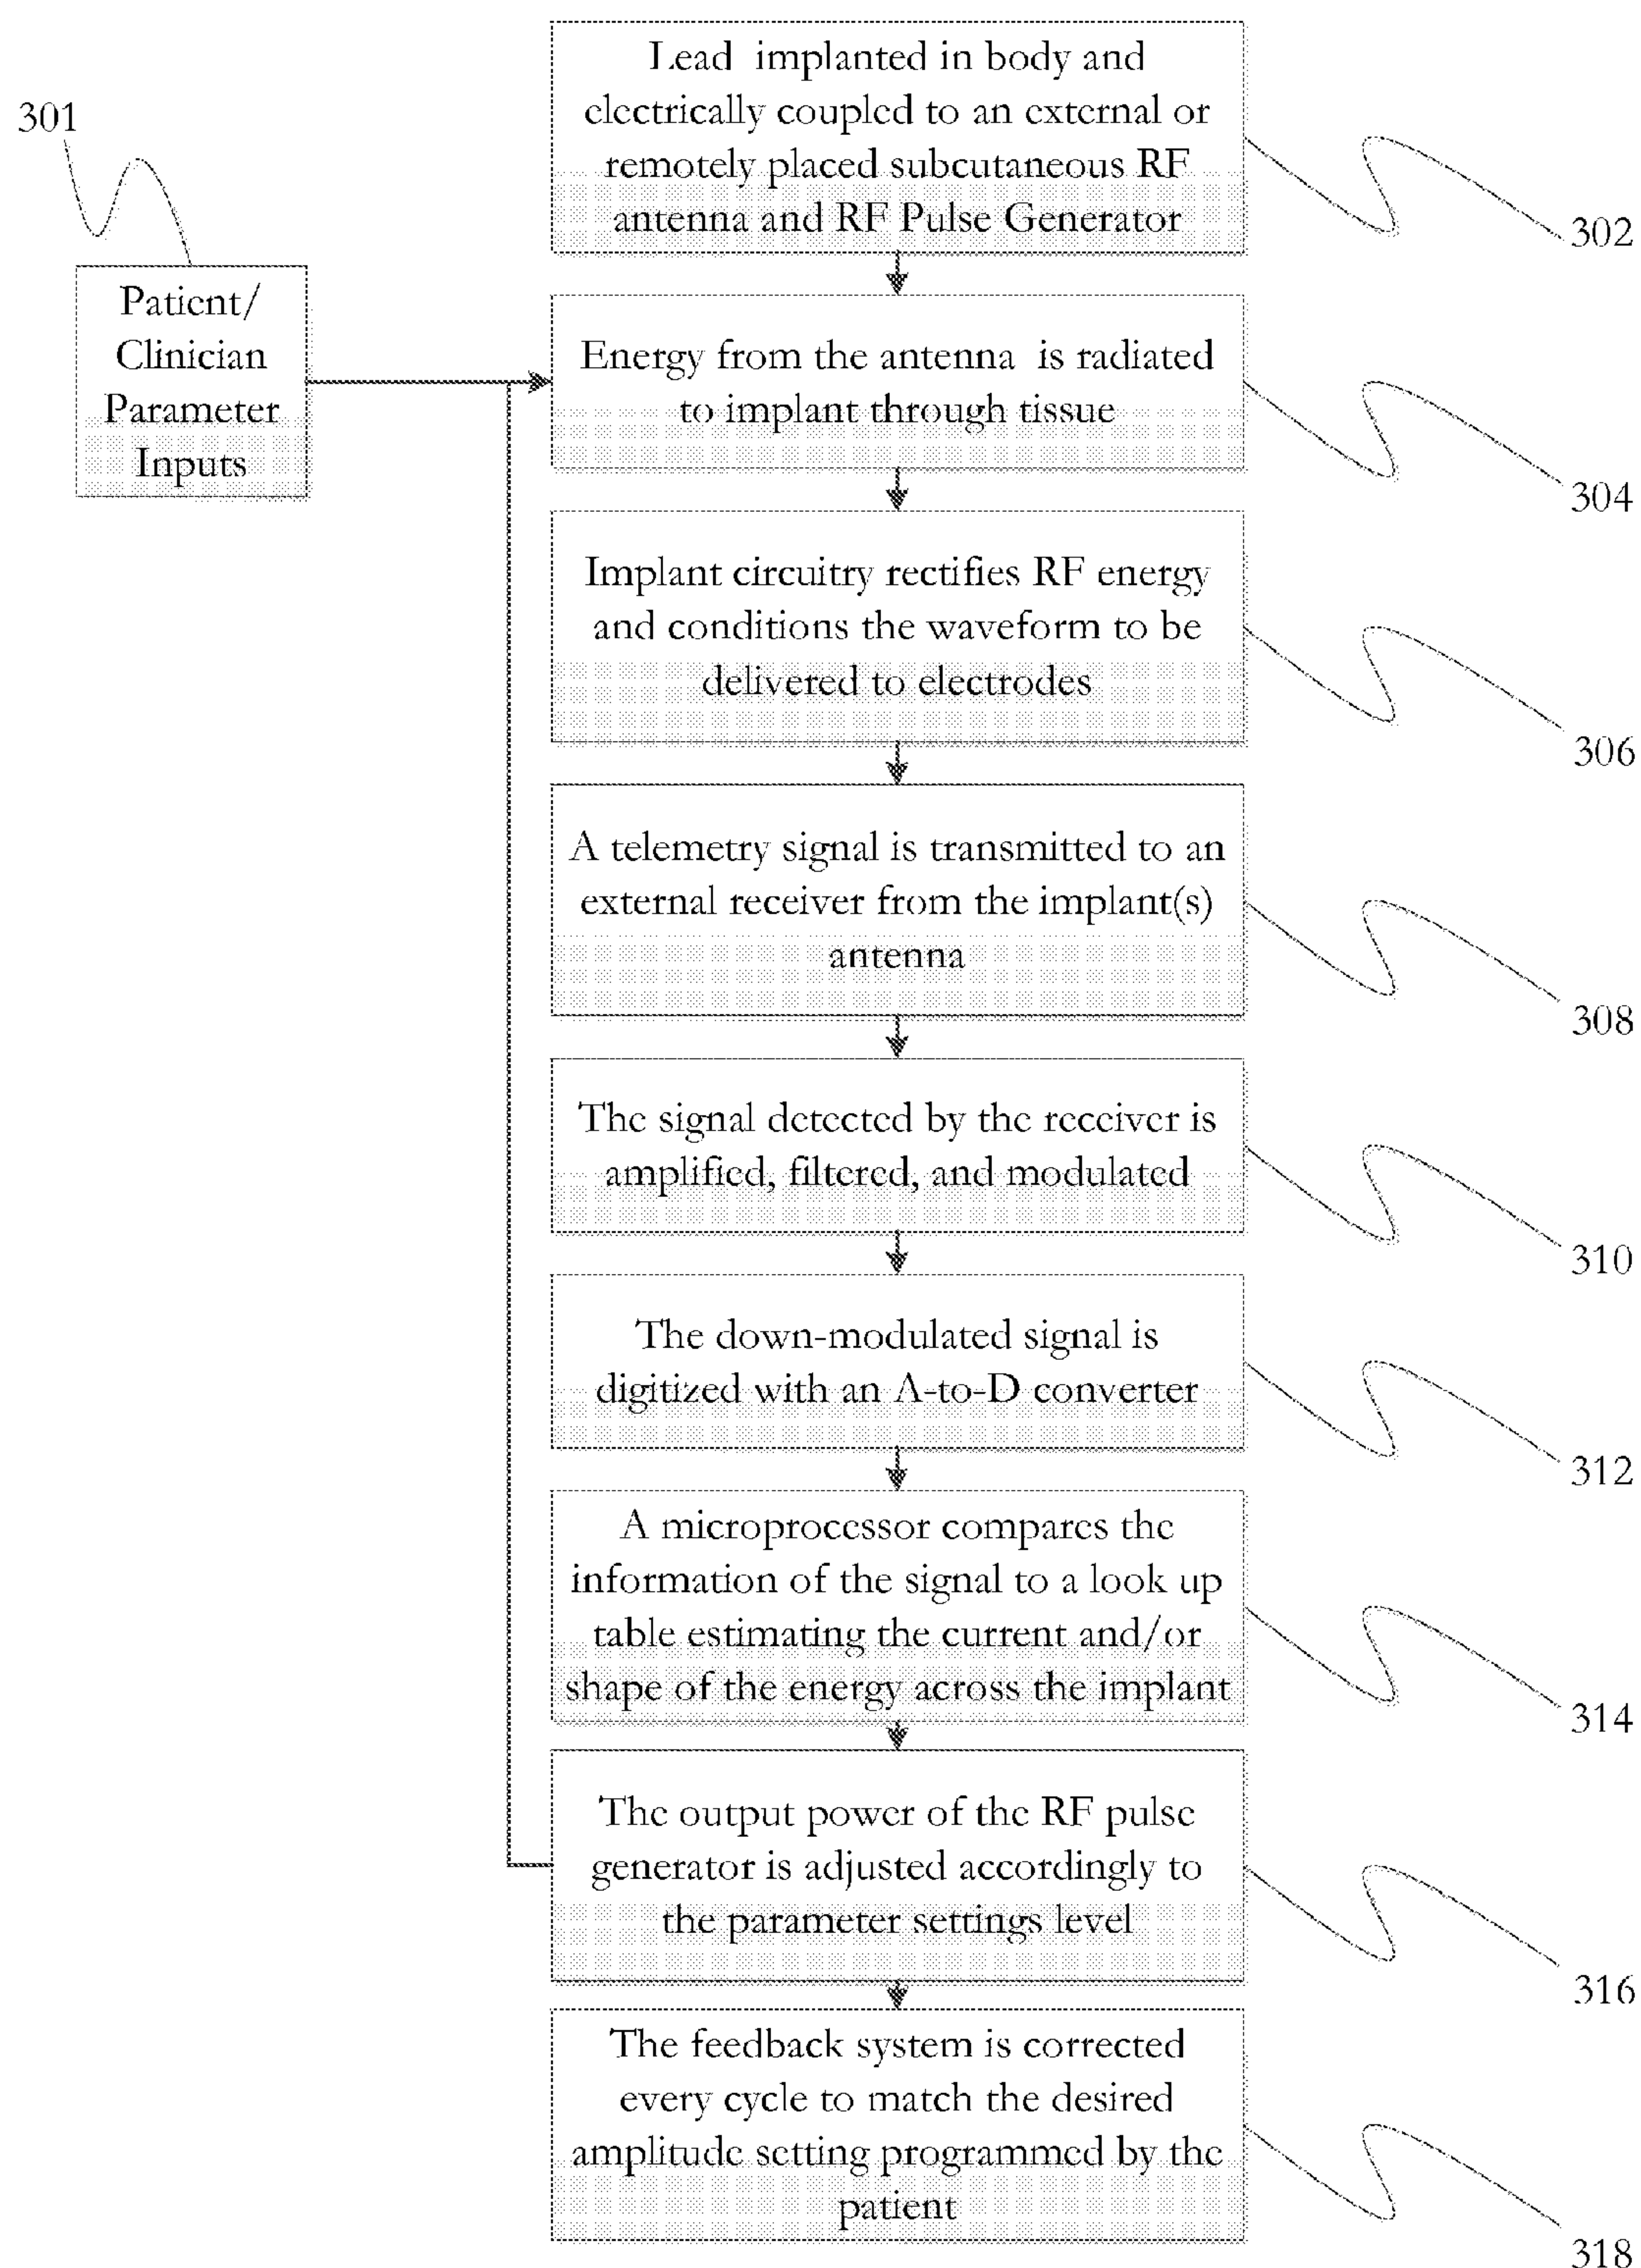 Lead implanted in body and
electrically coupled to an external or
remotely placed subcutaneous RF
antenna and RF Pulse Generator
301
302
Patient/
Clinician
Parameter
Inputs
Energy from the antenna is radiated
to implant through tissue
304
Implant circuitry rectifies RF energy
and conditions the waveform to be
delivered to electrodes
306
A telemetry signal is transmitted to an
external receiver from the implant(s)
antenna
308
The signal detected by the receiver is
amplified, filtered, and modulated
310
The down-modulated signal is
digitized with an A-to-D converter
312
A microprocessor compares the
information of the signal to a look up
table estimating the current and/or
shape of the energy across the implant
314
The output power of the RF pulse
generator is adjusted accordingly to
the parameter settings level
316
The feedback system is corrected
every cycle to match the desired
amplitude setting programmed by the
patient
318